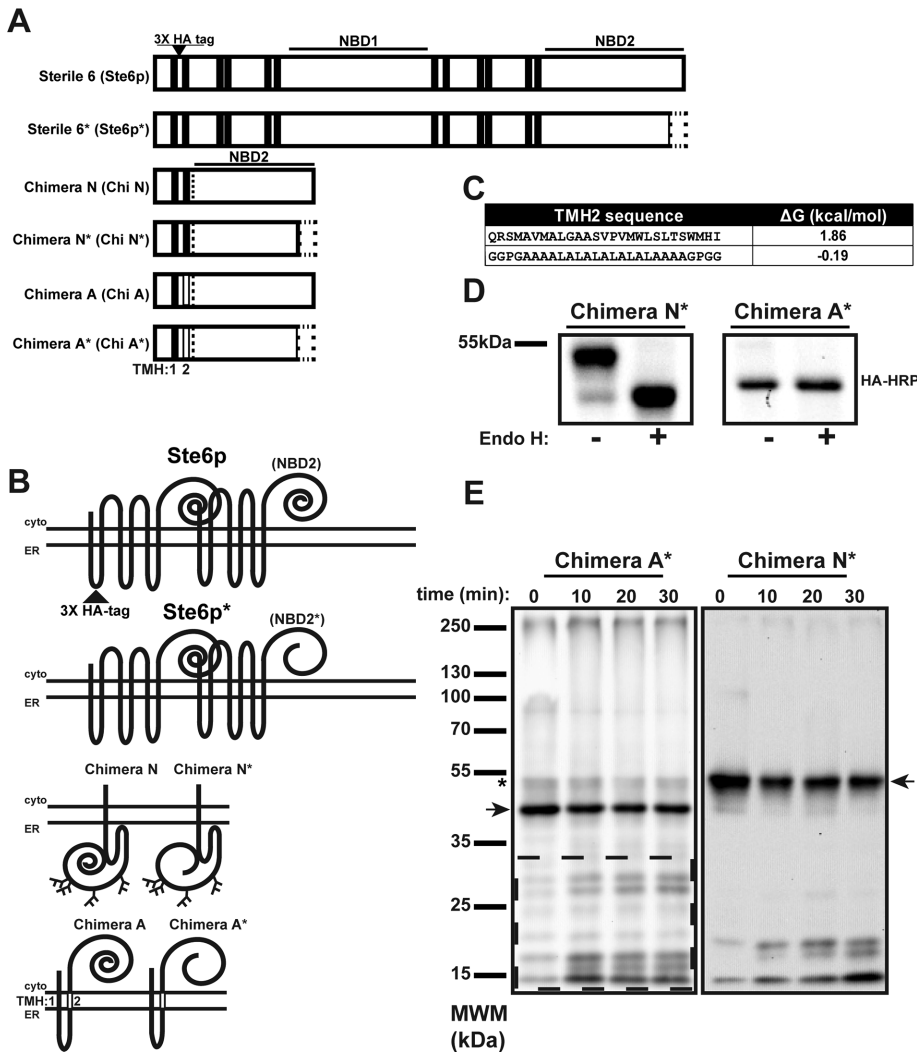 A
3X HA tag
NBD1
NBD2
Sterile 6 (Ste6p)
Sterile 6* (Ste6p*)
NBD2
Chimera N (Chi N)
Chimera N* (Chi N*)
Chimera A (Chi A)
Chimera A* (Chi A*)
TMH:1 2
C
TMH2 sequence ΔG (kcal/mol)
QRSMAVMALGAASVPVMWLSLTSWMHI 1.86
GGPGAAAALALALALALALAAAAGPGG -0.19
D
Chimera N* Chimera A*
55kDa
HA-HRP
Endo H: - + - +
B
Ste6p
(NBD2)
cyto
ER
3X HA-tag
Ste6p*
(NBD2*)
cyto
ER
Chimera N Chimera N*
cyto
ER
Chimera A Chimera A*
cyto
TMH:1 2
ER
E
Chimera A* Chimera N*
time (min): 0 10 20 30 0 10 20 30
250
130
100
70
55
*
35
25
15
MWM
(kDa)